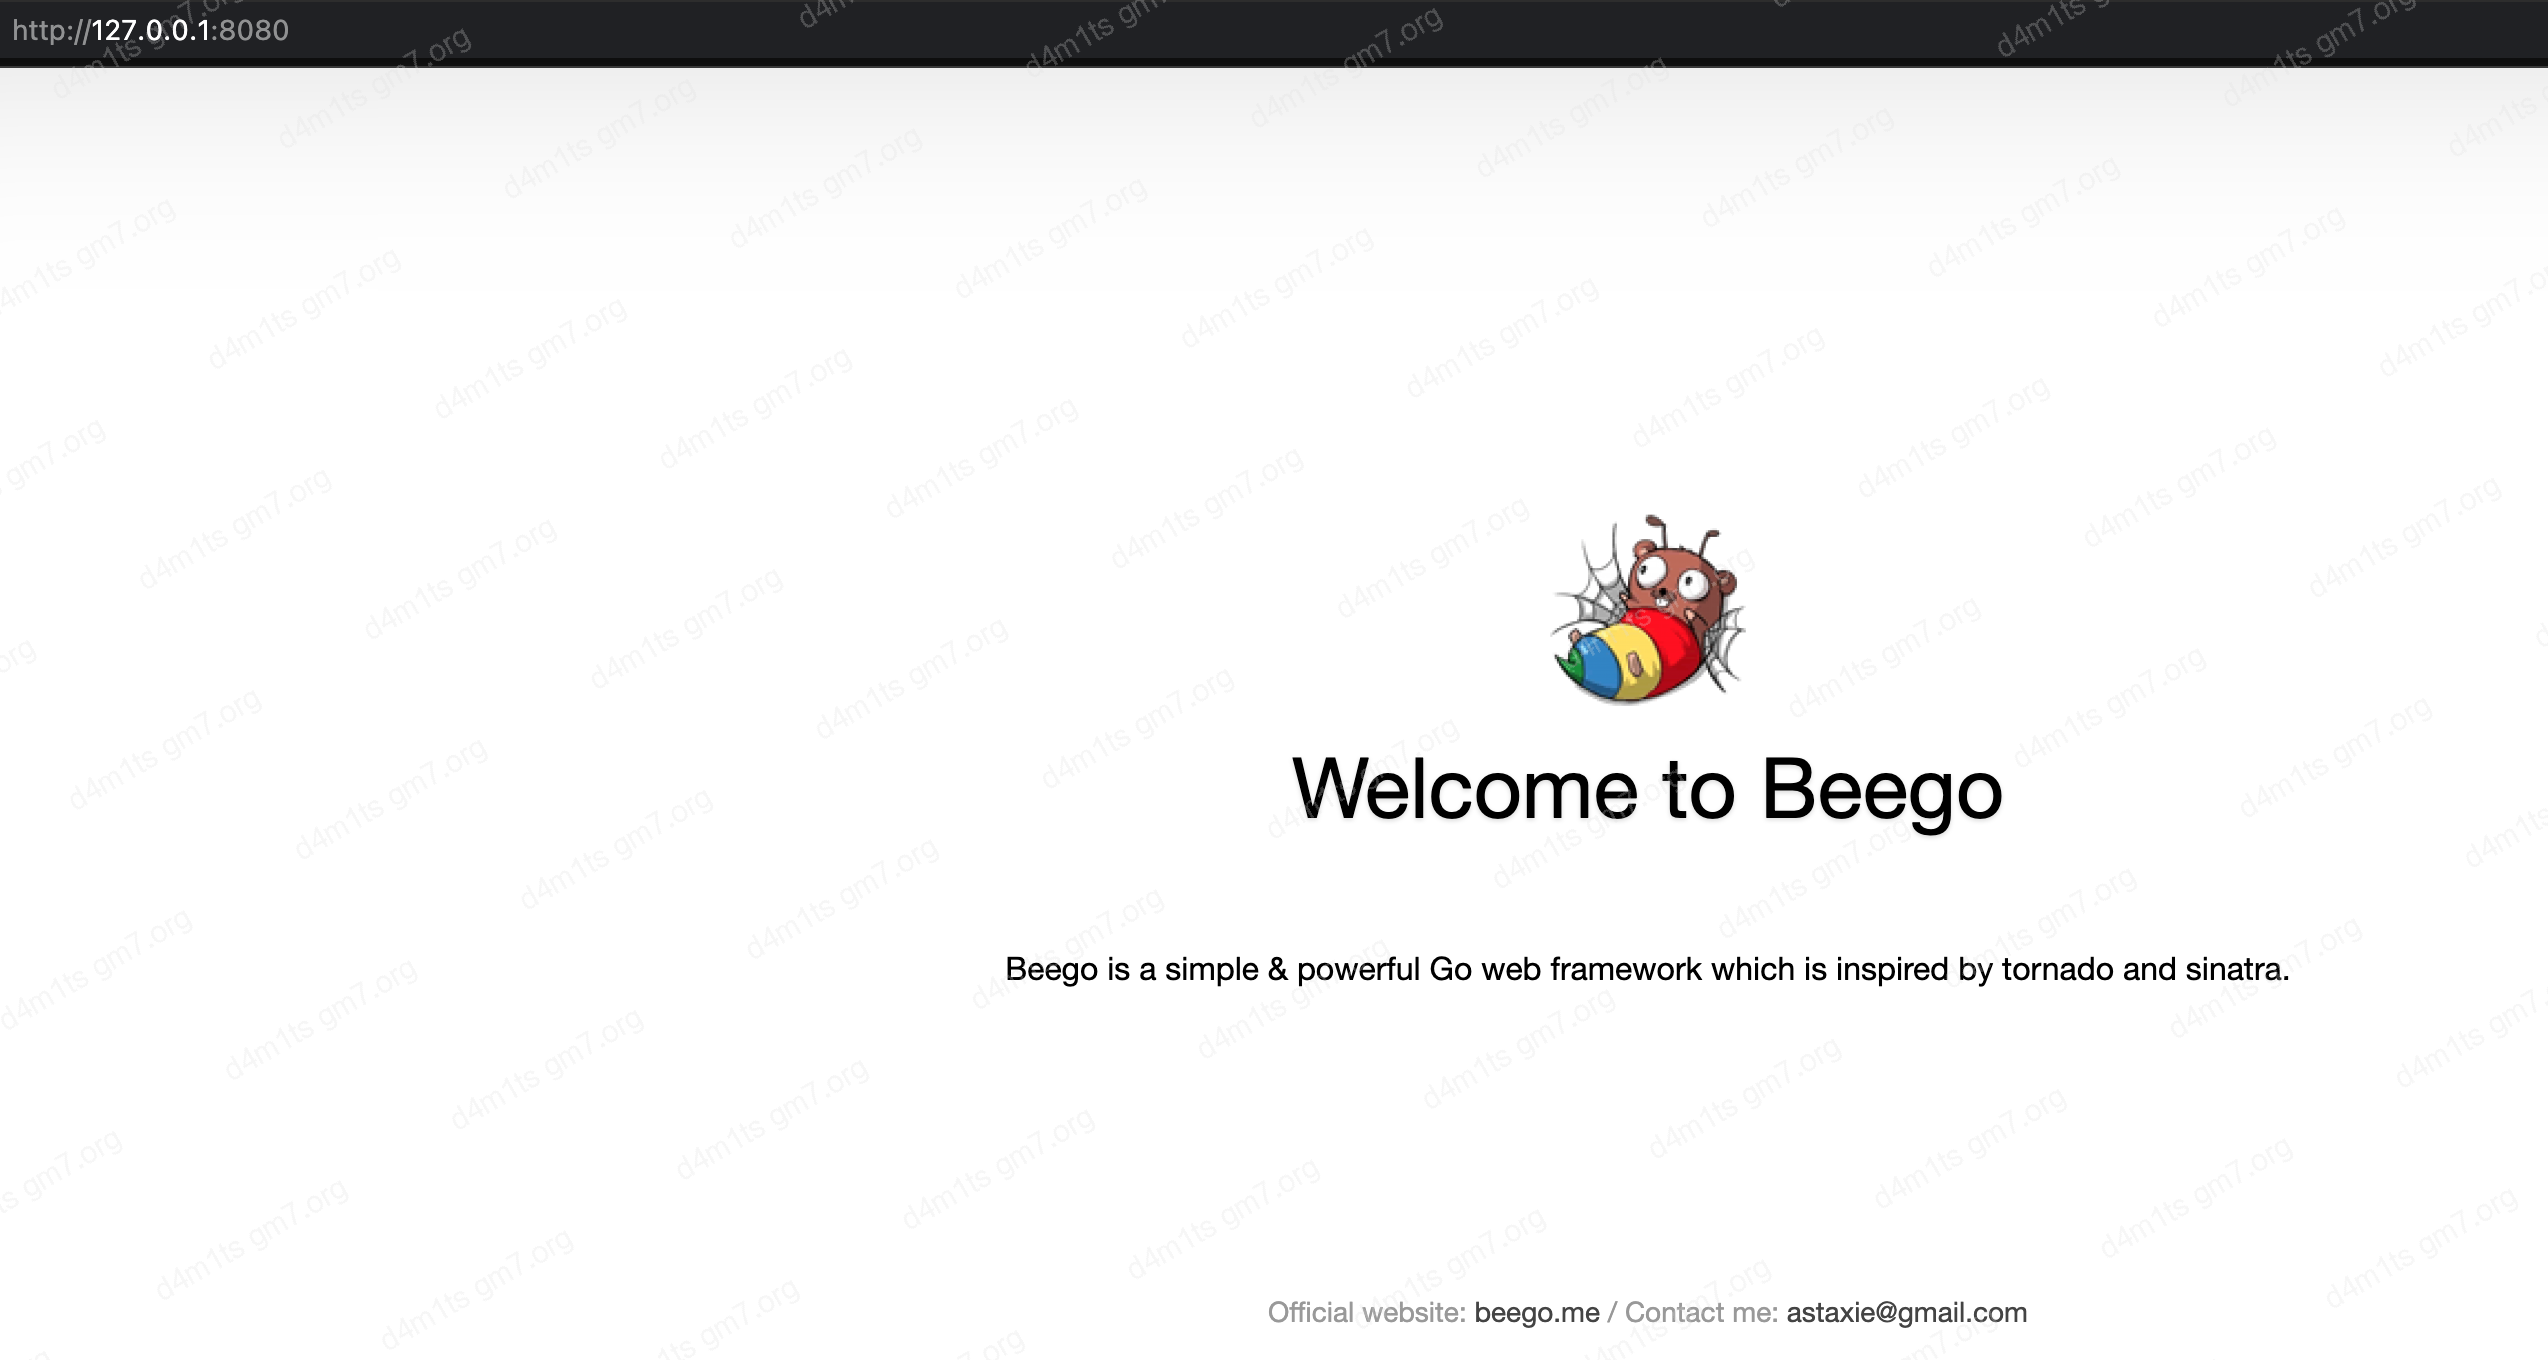 http://127.0.0.1:8080
Welcome to Beego
Beego is a simple & powerful Go web framework which is inspired by tornado and sinatra.
Official website: beego.me / Contact me: astaxie@gmail.com
d4m1ts gm7.org